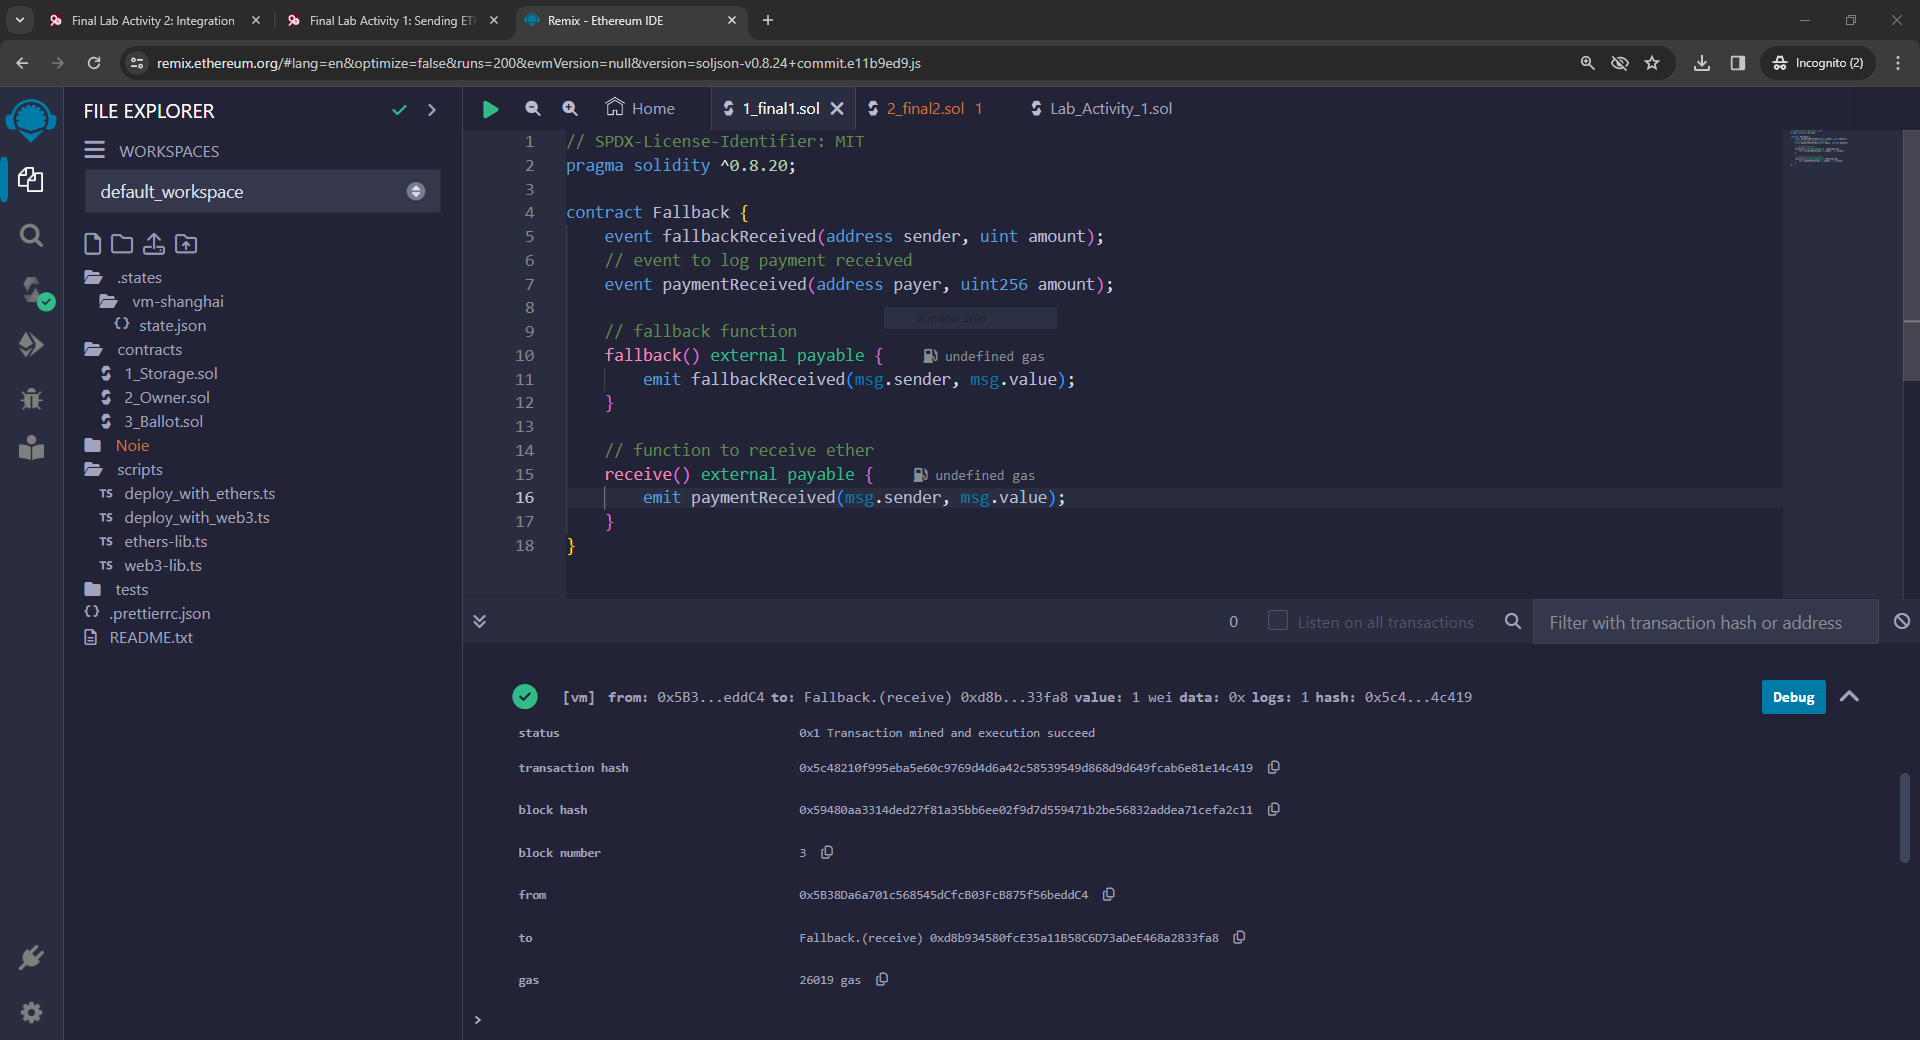 Final Lab Activity 2: Integration
Final Lab Activity 1: Sending ET
Remix - Ethereum IDE
remix.ethereum.org/#lang=en&optimize=false&runs=200&evmVersion=null&version=soljson-v0.8.24+commit.e11b9ed9.js
Incognito (2)
FILE EXPLORER
WORKSPACES
default_workspace
.states
vm-shanghai
{} state.json
contracts
1_Storage.sol
2_Owner.sol
3_Ballot.sol
Noie
scripts
TS deploy_with_ethers.ts
TS deploy_with_web3.ts
TS ethers-lib.ts
TS web3-lib.ts
tests
{} .prettierrc.json
README.txt
Home
1_final1.sol
2_final2.sol 1
Lab_Activity_1.sol
1 // SPDX-License-Identifier: MIT
2 pragma solidity ^0.8.20;
3
4 contract Fallback {
5 event fallbackReceived(address sender, uint amount);
6 // event to log payment received
7 event paymentReceived(address payer, uint256 amount);
8
Window Snip
9 // fallback function
10 fallback() external payable { undefined gas
11 emit fallbackReceived(msg.sender, msg.value);
12 }
13
14 // function to receive ether
15 receive() external payable { undefined gas
16 emit paymentReceived(msg.sender, msg.value);
17 }
18 }
0 Listen on all transactions Filter with transaction hash or address
[vm] from: 0x5B3...eddC4 to: Fallback.(receive) 0xd8b...33fa8 value: 1 wei data: 0x logs: 1 hash: 0x5c4...4c419 Debug
status 0x1 Transaction mined and execution succeed
transaction hash 0x5c48210f995eba5e60c9769d4d6a42c58539549d868d9d649fcab6e81e14c419
block hash 0x59480aa3314ded27f81a35bb6ee02f9d7d559471b2be56832addea71cefa2c11
block number 3
from 0x5B38Da6a701c568545dCfcB03FcB875f56beddC4
to Fallback.(receive) 0xd8b934580fcE35a11B58C6D73aDeE468a2833fa8
gas 26019 gas
>